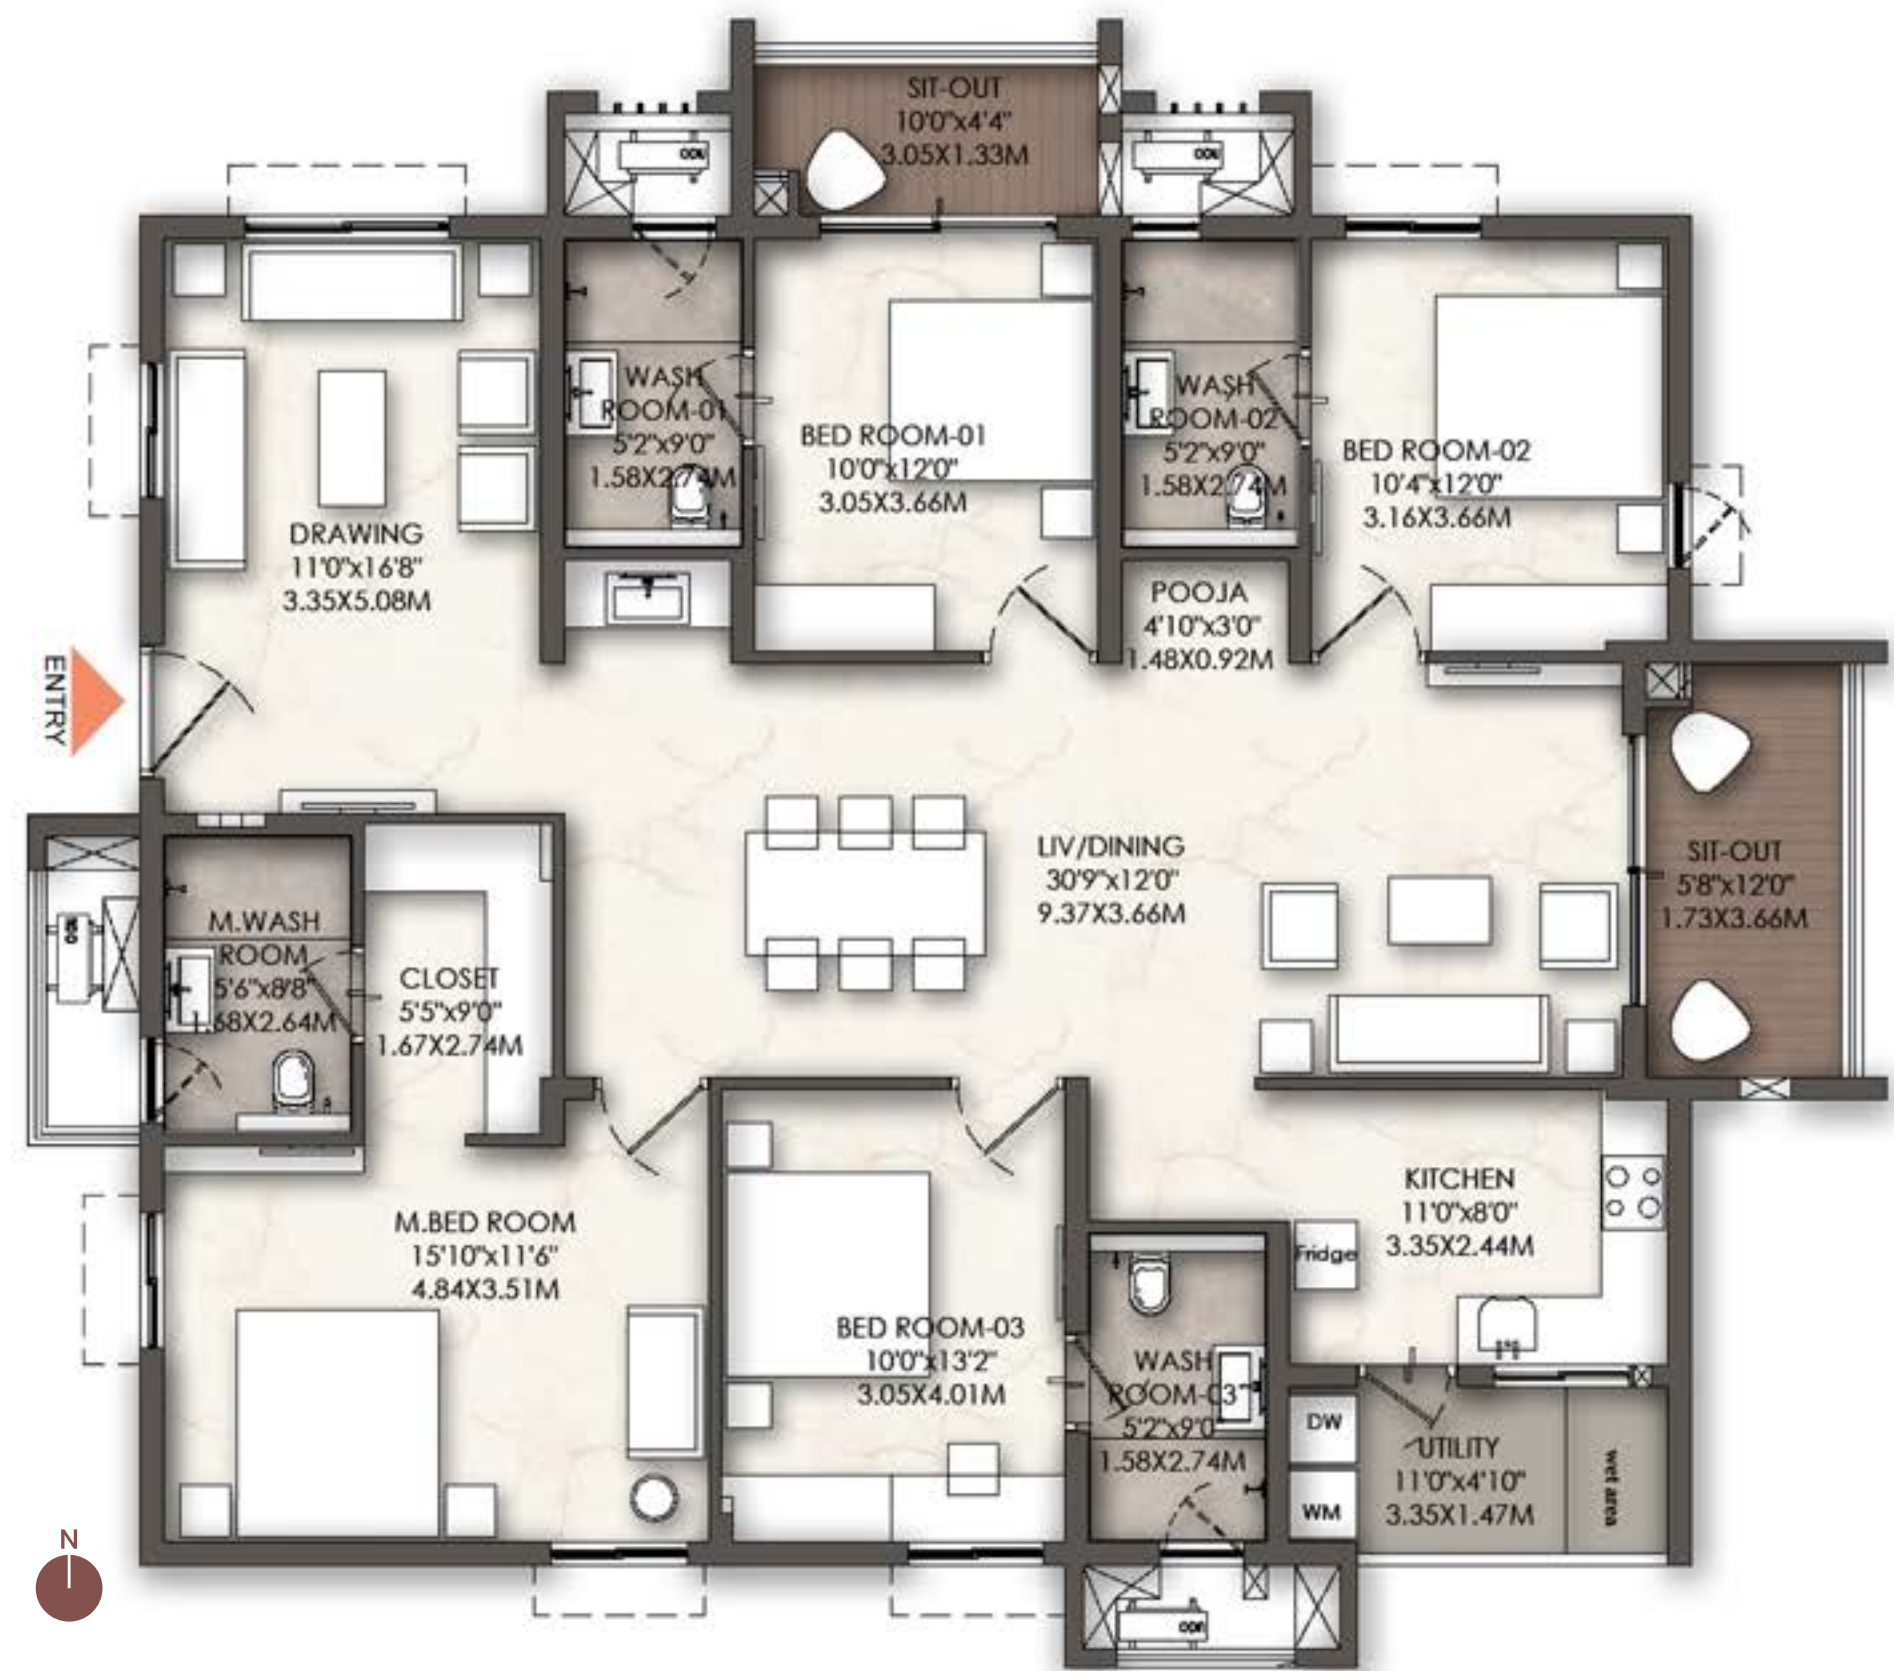 SIT-OUT
10'0"x4'4"
3.05X1.33M
CDU
CDU
WASH
ROOM-01
5'2"x9'0"
1.58X2.74M
BED ROOM-01
10'0"x12'0"
3.05X3.66M
WASH
ROOM-02
5'2"x9'0"
1.58X2.74M
BED ROOM-02
10'4"x12'0"
3.16X3.66M
DRAWING
11'0"x16'8"
3.35X5.08M
POOJA
4'10"x3'0"
1.48X0.92M
ENTRY
LIV/DINING
30'9"x12'0"
9.37X3.66M
SIT-OUT
5'8"x12'0"
1.73X3.66M
M.WASH
ROOM
5'6"x8'8"
1.68X2.64M
CLOSET
5'5"x9'0"
1.67X2.74M
M.BED ROOM
15'10"x11'6"
4.84X3.51M
KITCHEN
11'0"x8'0"
3.35X2.44M
Fridge
BED ROOM-03
10'0"x13'2"
3.05X4.01M
WASH
ROOM-03
5'2"x9'0
1.58X2.74M
DW
WM
UTILITY
11'0"x4'10"
3.35X1.47M
wet area
N